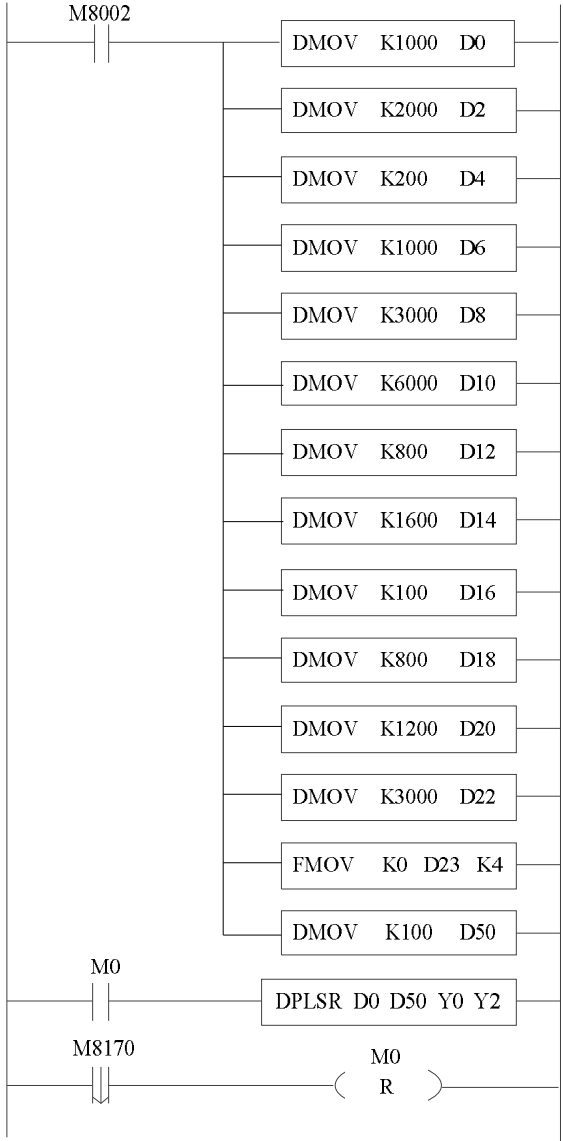 M8002
DMOV K1000 D0
DMOV K2000 D2
DMOV K200 D4
DMOV K1000 D6
DMOV K3000 D8
DMOV K6000 D10
DMOV K800 D12
DMOV K1600 D14
DMOV K100 D16
DMOV K800 D18
DMOV K1200 D20
DMOV K3000 D22
FMOV K0 D23 K4
DMOV K100 D50
M0
DPLSR D0 D50 Y0 Y2
M8170
M0
( R )